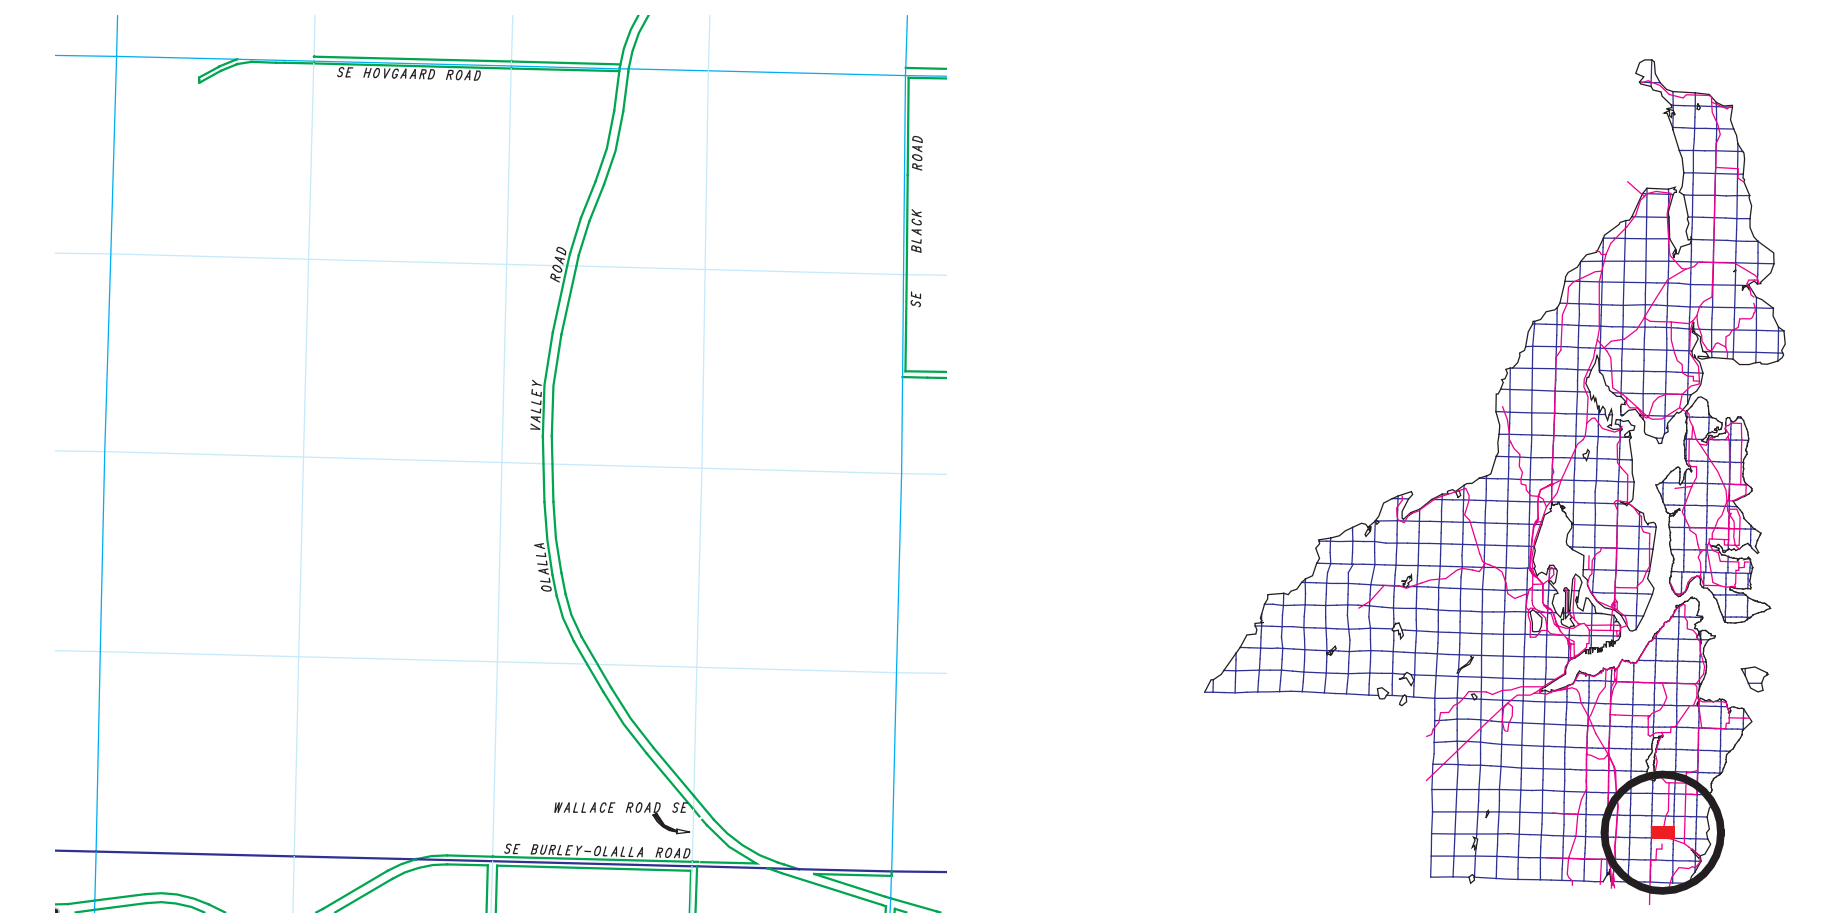 SE HOVGAARD ROAD
SE BLACK ROAD
OLALLA VALLEY ROAD
WALLACE ROAD SE
SE BURLEY-OLALLA ROAD